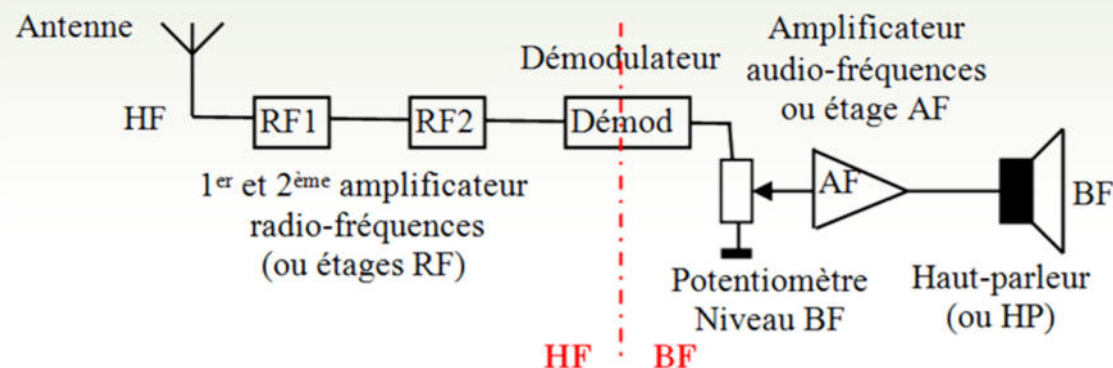 Antenne
HF
RF1
RF2
1er et 2ème amplificateur
radio-fréquences
(ou étages RF)
Démodulateur
Démod
Amplificateur
audio-fréquences
ou étage AF
AF
BF
Potentiomètre
Niveau BF
Haut-parleur
(ou HP)
HF
BF